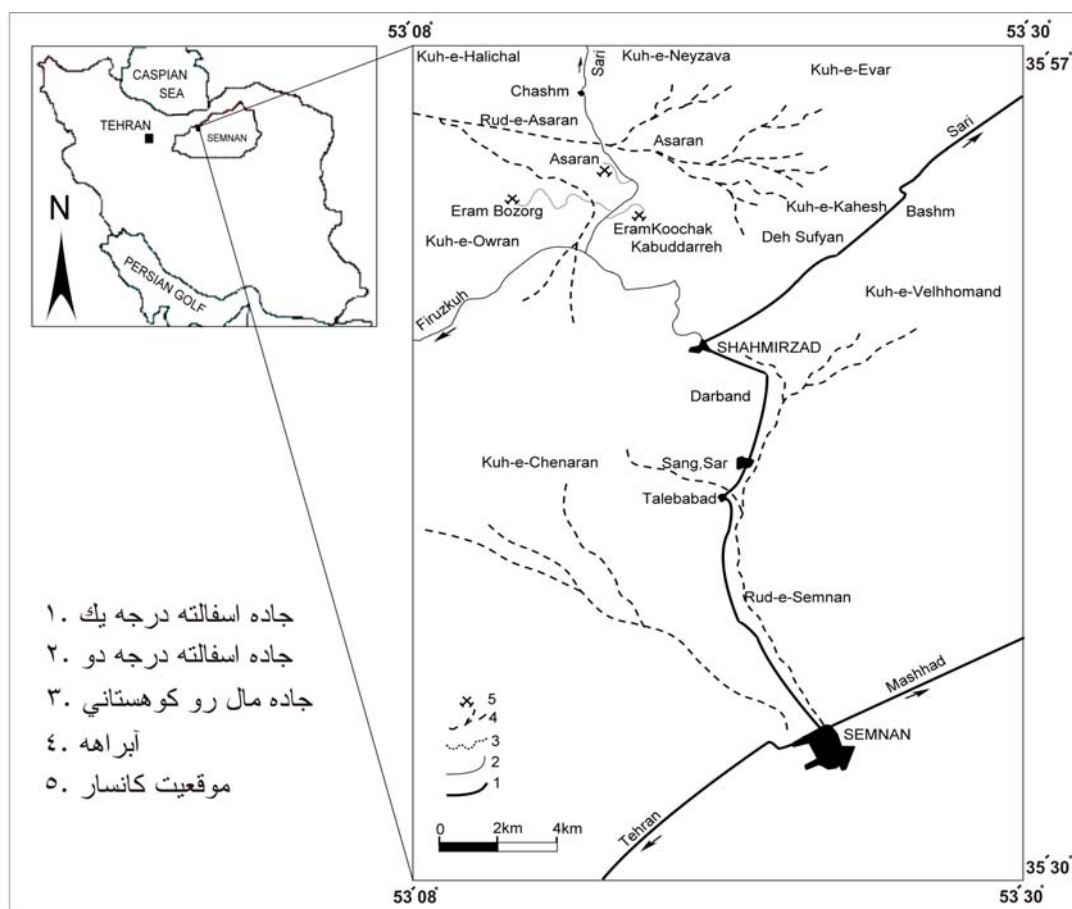 53°08'
53°30'
35°57'
CASPIAN
SEA
TEHRAN
SEMNAN
N
PERSIAN GOLF
Kuh-e-Halichal
Sari
Kuh-e-Neyzava
Kuh-e-Evar
Chashm
Rud-e-Asaran
Asaran
Sari
Asaran
Eram Bozorg
EramKoochak
Kabuddarreh
Kuh-e-Kahesh
Bashm
Deh Sufyan
Kuh-e-Owran
Firuzkuh
Kuh-e-Velhhomand
SHAHMIRZAD
Darband
Kuh-e-Chenaran
Sang,Sar
Talebabad
Rud-e-Semnan
Mashhad
SEMNAN
Tehran
5
4
3
2
1
0 2km 4km
۱. جاده اسفالته درجه يك
۲. جاده اسفالته درجه دو
۳. جاده مال رو كوهستاني
٤. آبراهه
٥. موقعيت كانسار
35°30'
53°08'
53°30'